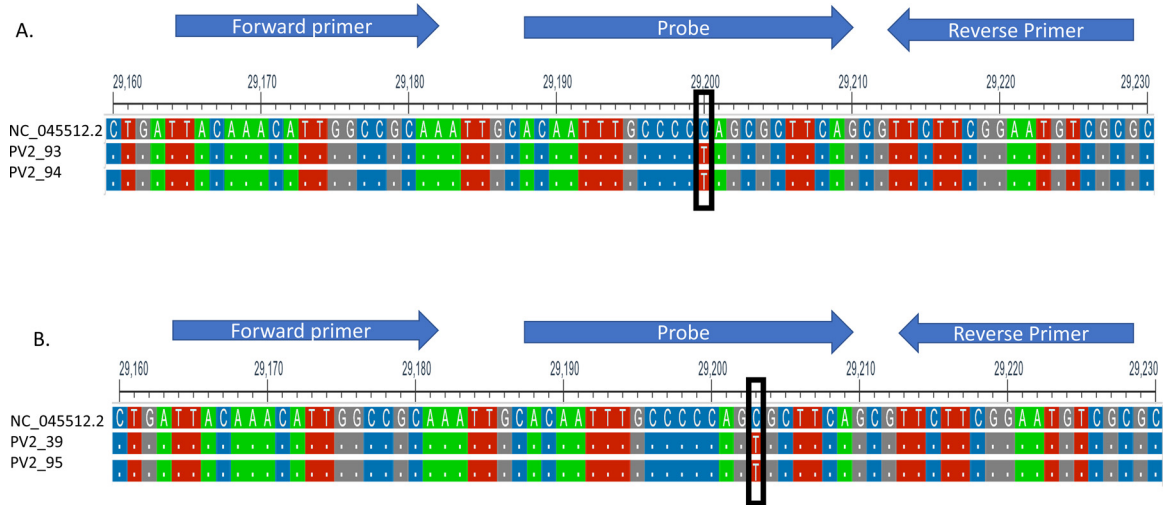 A.
Forward primer Probe Reverse Primer
29,160 29,170 29,180 29,190 29,200 29,210 29,220 29,230
NC_045512.2 CTGATTACAAACATTGGCCGCAAATTGCACAATTTGCCCCCAGCGCTTCAGCGTTCTTCGGAATGTCGCGC
PV2_93 ........................................T..............................
PV2_94 ........................................T..............................
B.
Forward primer Probe Reverse Primer
29,160 29,170 29,180 29,190 29,200 29,210 29,220 29,230
NC_045512.2 CTGATTACAAACATTGGCCGCAAATTGCACAATTTGCCCCCAGCGCTTCAGCGTTCTTCGGAATGTCGCGC
PV2_39 ...........................................T...........................
PV2_95 ...........................................T...........................